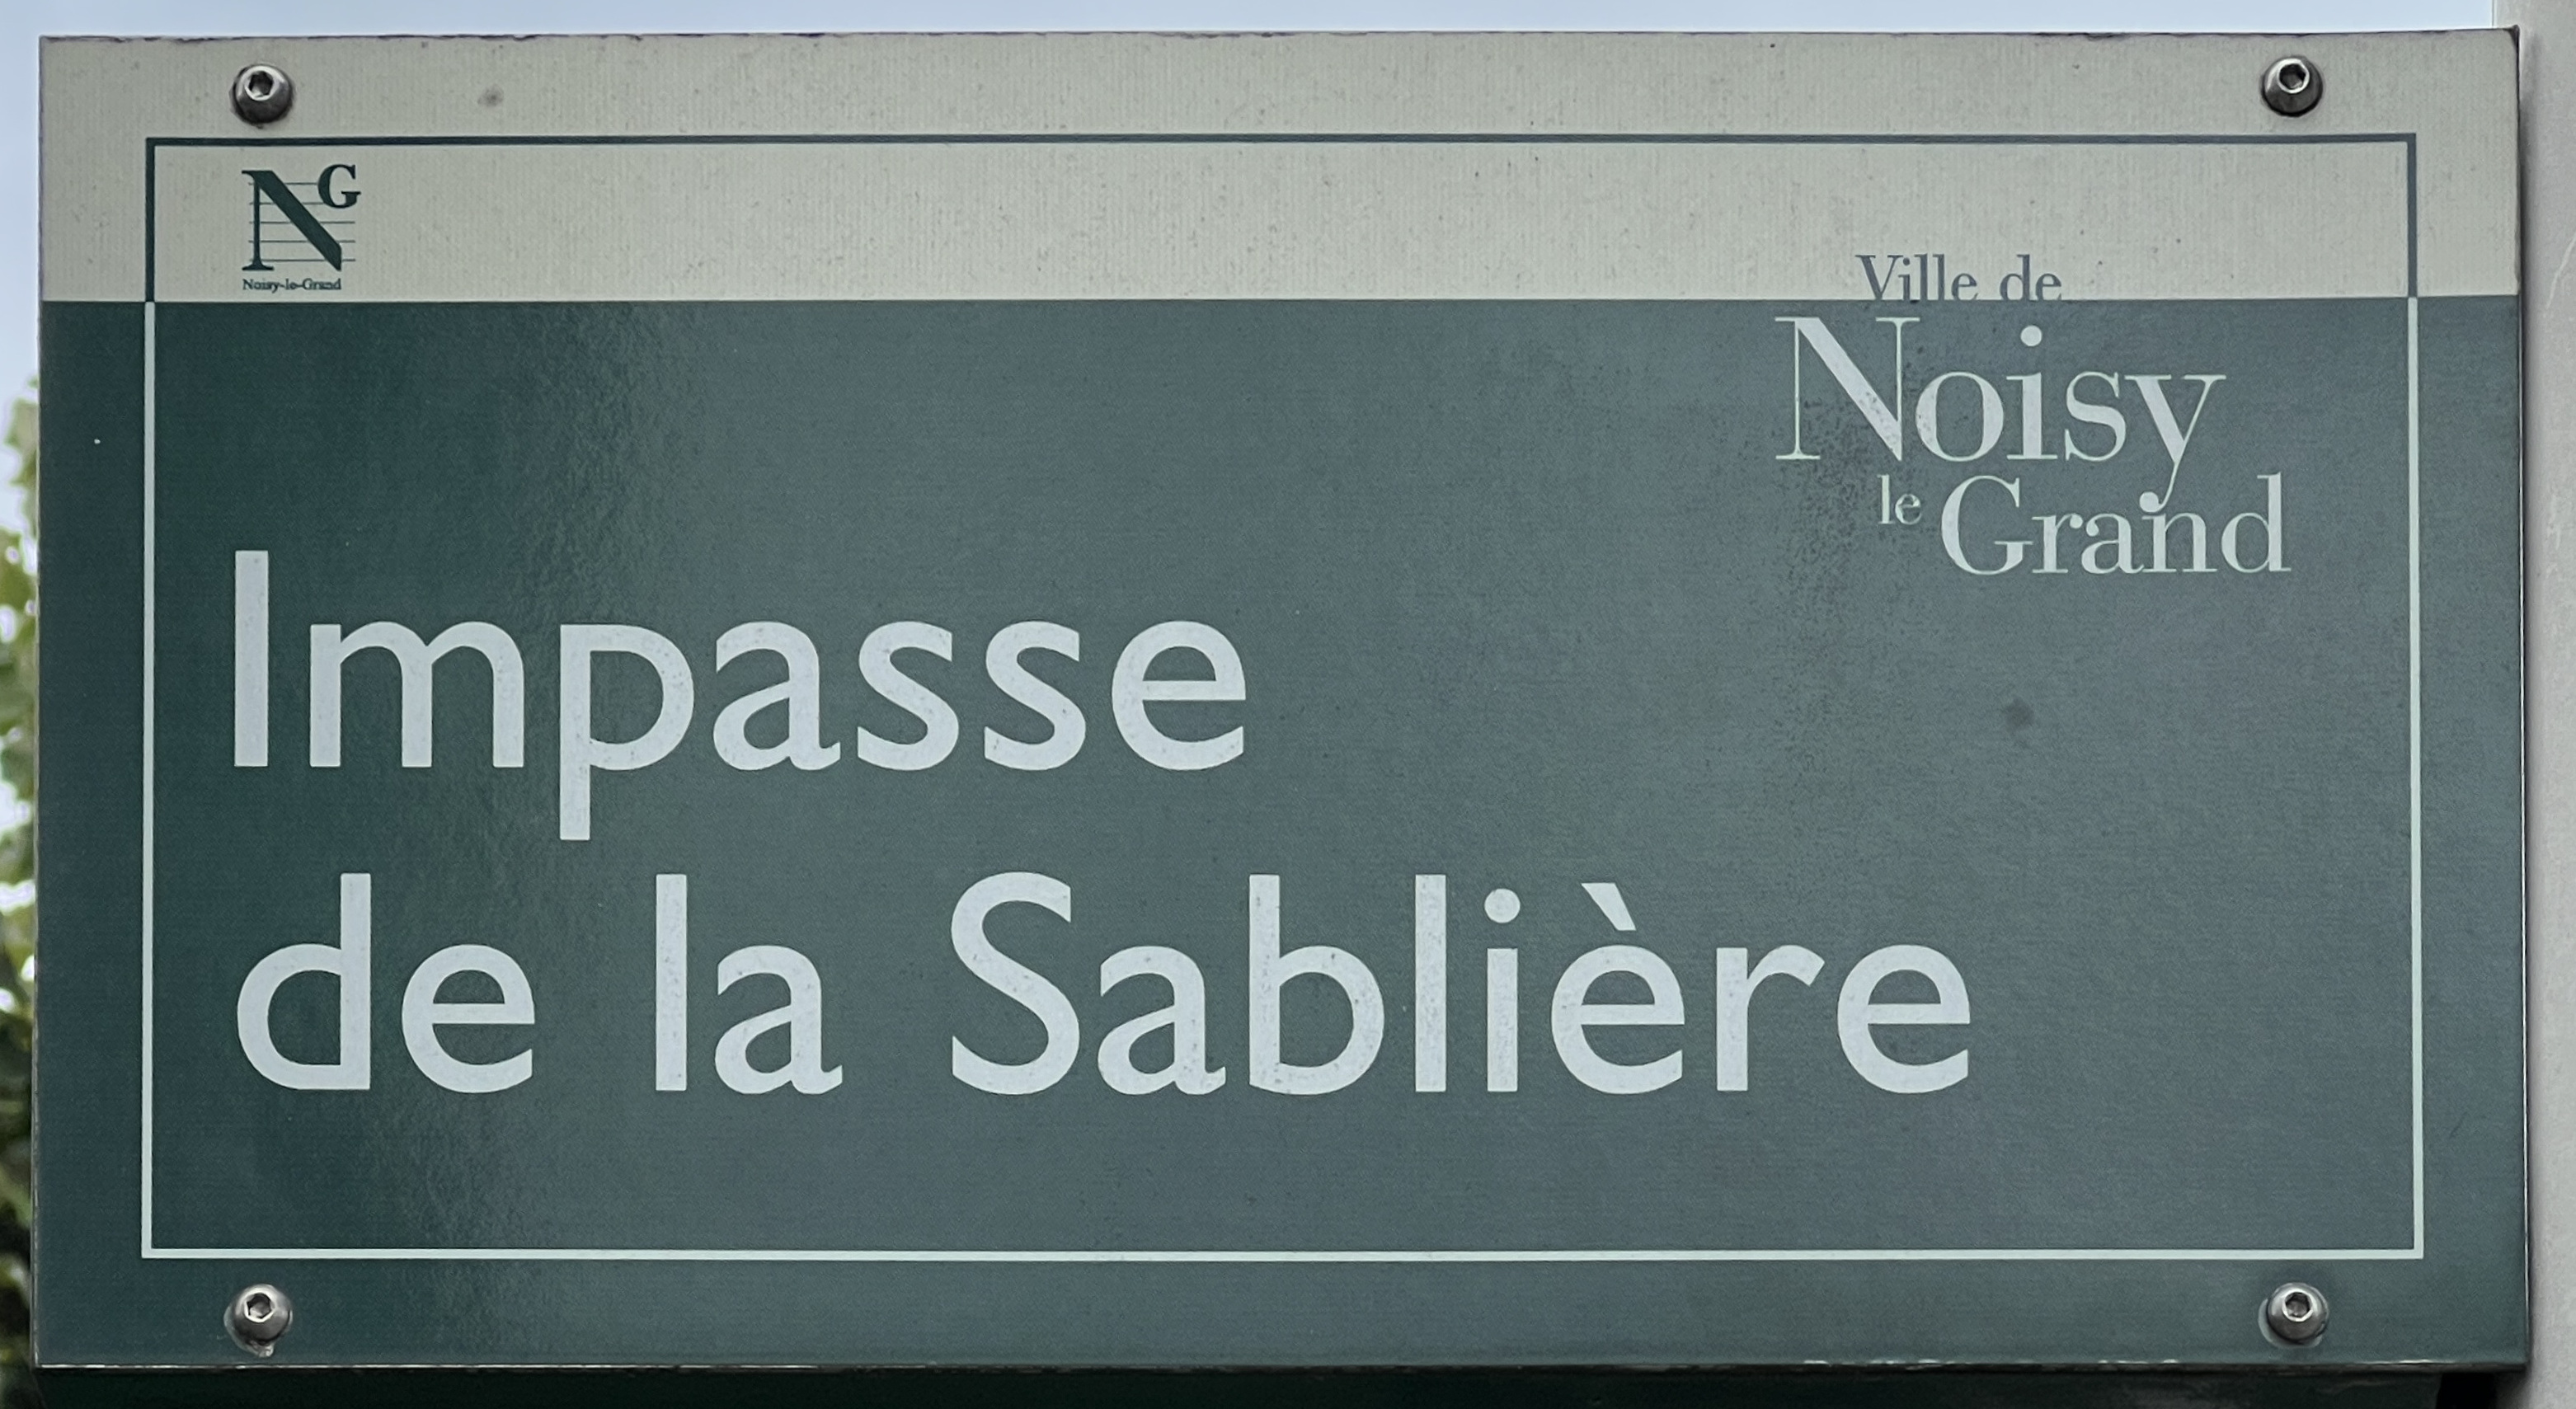 NG
Noisy-le-Grand
Ville de
Noisy
le Grand
Impasse
de la Sablière